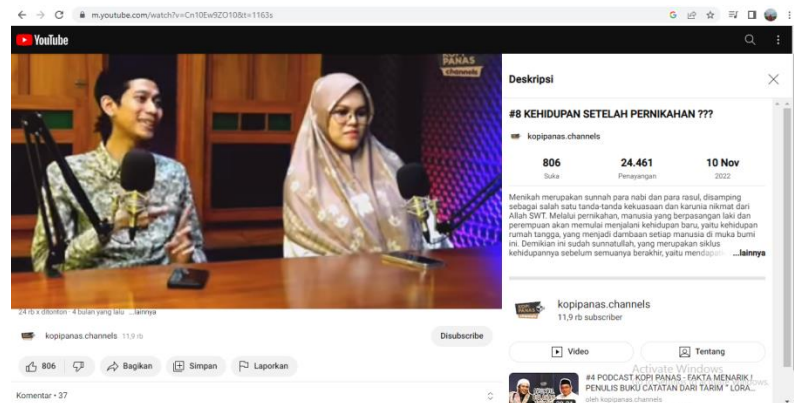 m.youtube.com/watch?v=Cn10Ew9ZO10&t=1163s
YouTube
KOPI
PANAS
channels
24 rb x ditonton · 4 bulan yang lalu ...lainnya
kopipanas.channels 11,9 rb
Disubscribe
806
Bagikan
Simpan
Laporkan
Komentar • 37
Deskripsi
#8 KEHIDUPAN SETELAH PERNIKAHAN ???
kopipanas.channels
806 24.461 10 Nov
Suka Penayangan 2022
Menikah merupakan sunnah para nabi dan para rasul, disamping
sebagai salah satu tanda-tanda kekuasaan dan karunia nikmat dari
Allah SWT. Melalui pernikahan, manusia yang berpasangan laki dan
perempuan akan memulai menjalani kehidupan baru, yaitu kehidupan
rumah tangga, yang menjadi dambaan setiap manusia di muka bumi
ini. Demikian ini sudah sunnatullah, yang merupakan siklus
kehidupannya sebelum semuanya berakhir, yaitu mendapati ...lainnya
kopipanas.channels
11,9 rb subscriber
Video
Tentang
Activate Windows
#4 PODCAST KOPI PANAS - FAKTA MENARIK !
PENULIS BUKU CATATAN DARI TARIM " LORA...
oleh kopipanas.channels